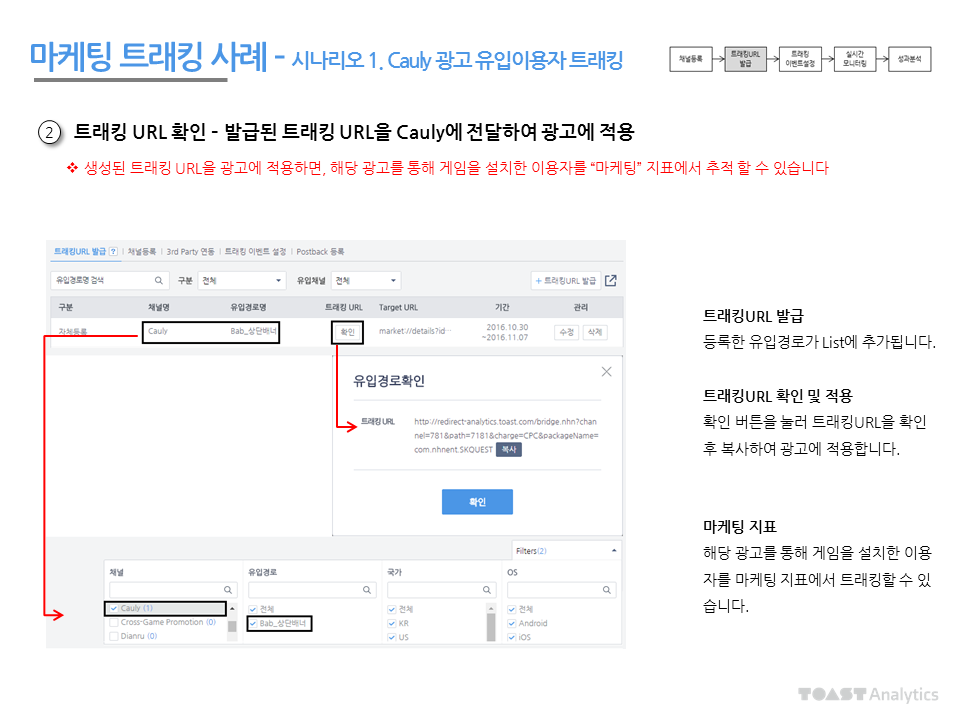 마케팅 트래킹 사례 - 시나리오 1. Cauly 광고 유입이용자 트래킹
채널등록
트래킹URL
발급
트래킹
이벤트설정
실시간
모니터링
성과분석
2 트래킹 URL 확인 - 발급된 트래킹 URL을 Cauly에 전달하여 광고에 적용
❖ 생성된 트래킹 URL을 광고에 적용하면, 해당 광고를 통해 게임을 설치한 이용자를 “마케팅” 지표에서 추적 할 수 있습니다
트래킹URL 발급 ? | 채널등록 | 3rd Party 연동 | 트래킹 이벤트 설정 | Postback 등록
유입경로명 검색 구분 전체 유입채널 전체 + 트래킹URL 발급
구분 채널명 유입경로명 트래킹 URL Target URL 기간 관리
자체등록 Cauly Bab_상단배너 확인 market://details?id··· 2016.10.30 수정 삭제
~2016.11.07
유입경로확인
트래킹 URL http://redirect-analytics.toast.com/bridge.nhn?chan
nel=781&path=7181&charge=CPC&packageName=
com.nhnent.SKQUEST 복사
확인
Filters(2)
채널 유입경로 국가 OS
Cauly (1) 전체 전체 전체
Cross-Game Promotion (0) Bab_상단배너 KR Android
Dianru (0) US iOS
트래킹URL 발급
등록한 유입경로가 List에 추가됩니다.
트래킹URL 확인 및 적용
확인 버튼을 눌러 트래킹URL을 확인
후 복사하여 광고에 적용합니다.
마케팅 지표
해당 광고를 통해 게임을 설치한 이용
자를 마케팅 지표에서 트래킹할 수 있
습니다.
TOAST Analytics